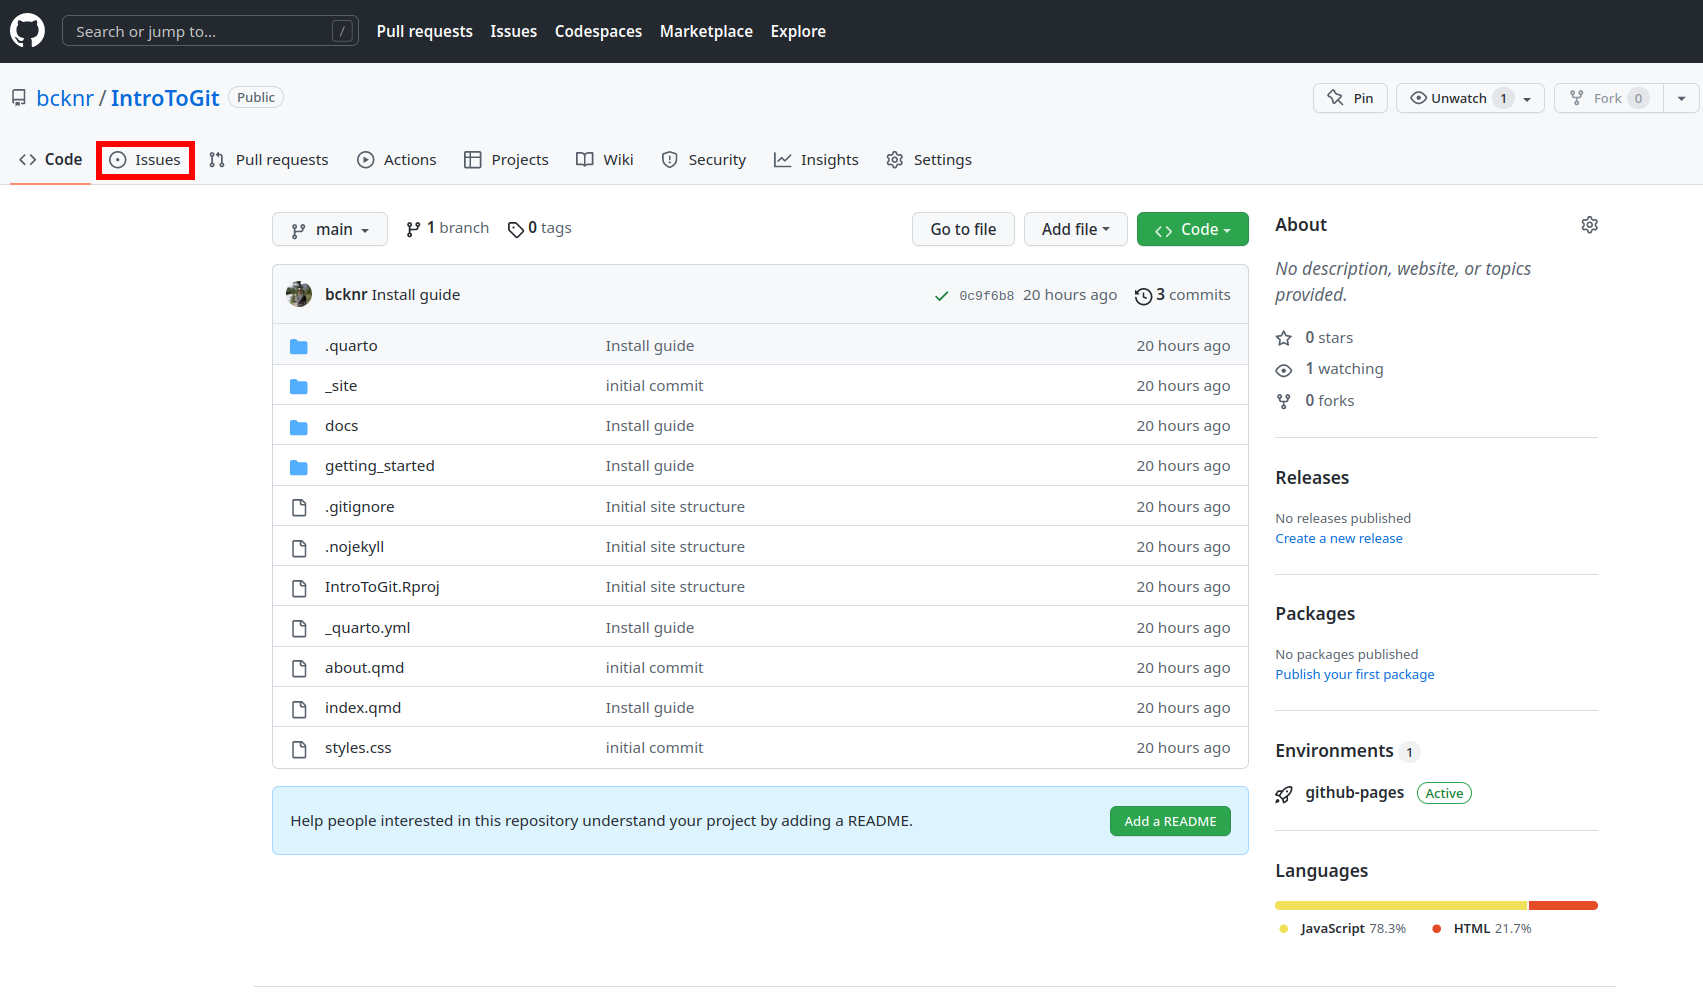 Search or jump to... / Pull requests Issues Codespaces Marketplace Explore
bcknr / IntroToGit Public Pin Unwatch 1 Fork 0
Code Issues Pull requests Actions Projects Wiki Security Insights Settings
main 1 branch 0 tags Go to file Add file Code
bcknr Install guide 0c9f6b8 20 hours ago 3 commits
.quarto Install guide 20 hours ago
_site initial commit 20 hours ago
docs Install guide 20 hours ago
getting_started Install guide 20 hours ago
.gitignore Initial site structure 20 hours ago
.nojekyll Initial site structure 20 hours ago
IntroToGit.Rproj Initial site structure 20 hours ago
_quarto.yml Install guide 20 hours ago
about.qmd initial commit 20 hours ago
index.qmd Install guide 20 hours ago
styles.css initial commit 20 hours ago
Help people interested in this repository understand your project by adding a README. Add a README
About
No description, website, or topics
provided.
0 stars
1 watching
0 forks
Releases
No releases published
Create a new release
Packages
No packages published
Publish your first package
Environments 1
github-pages Active
Languages
JavaScript 78.3% HTML 21.7%